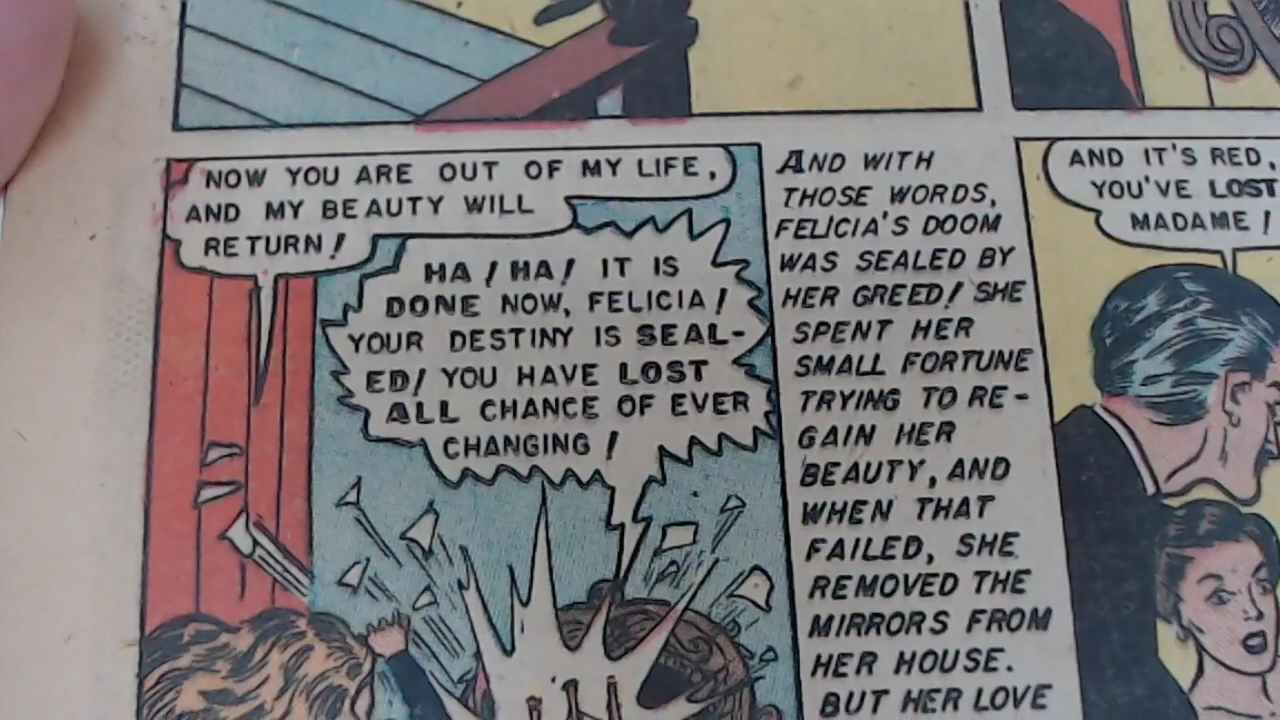 NOW YOU ARE OUT OF MY LIFE,
AND MY BEAUTY WILL
RETURN!
HA! HA! IT IS
DONE NOW, FELICIA!
YOUR DESTINY IS SEAL-
ED! YOU HAVE LOST
ALL CHANCE OF EVER
CHANGING!
AND WITH
THOSE WORDS,
FELICIA'S DOOM
WAS SEALED BY
HER GREED! SHE
SPENT HER
SMALL FORTUNE
TRYING TO RE-
GAIN HER
BEAUTY, AND
WHEN THAT
FAILED, SHE
REMOVED THE
MIRRORS FROM
HER HOUSE.
BUT HER LOVE
AND IT'S RED,
YOU'VE LOST
MADAME!